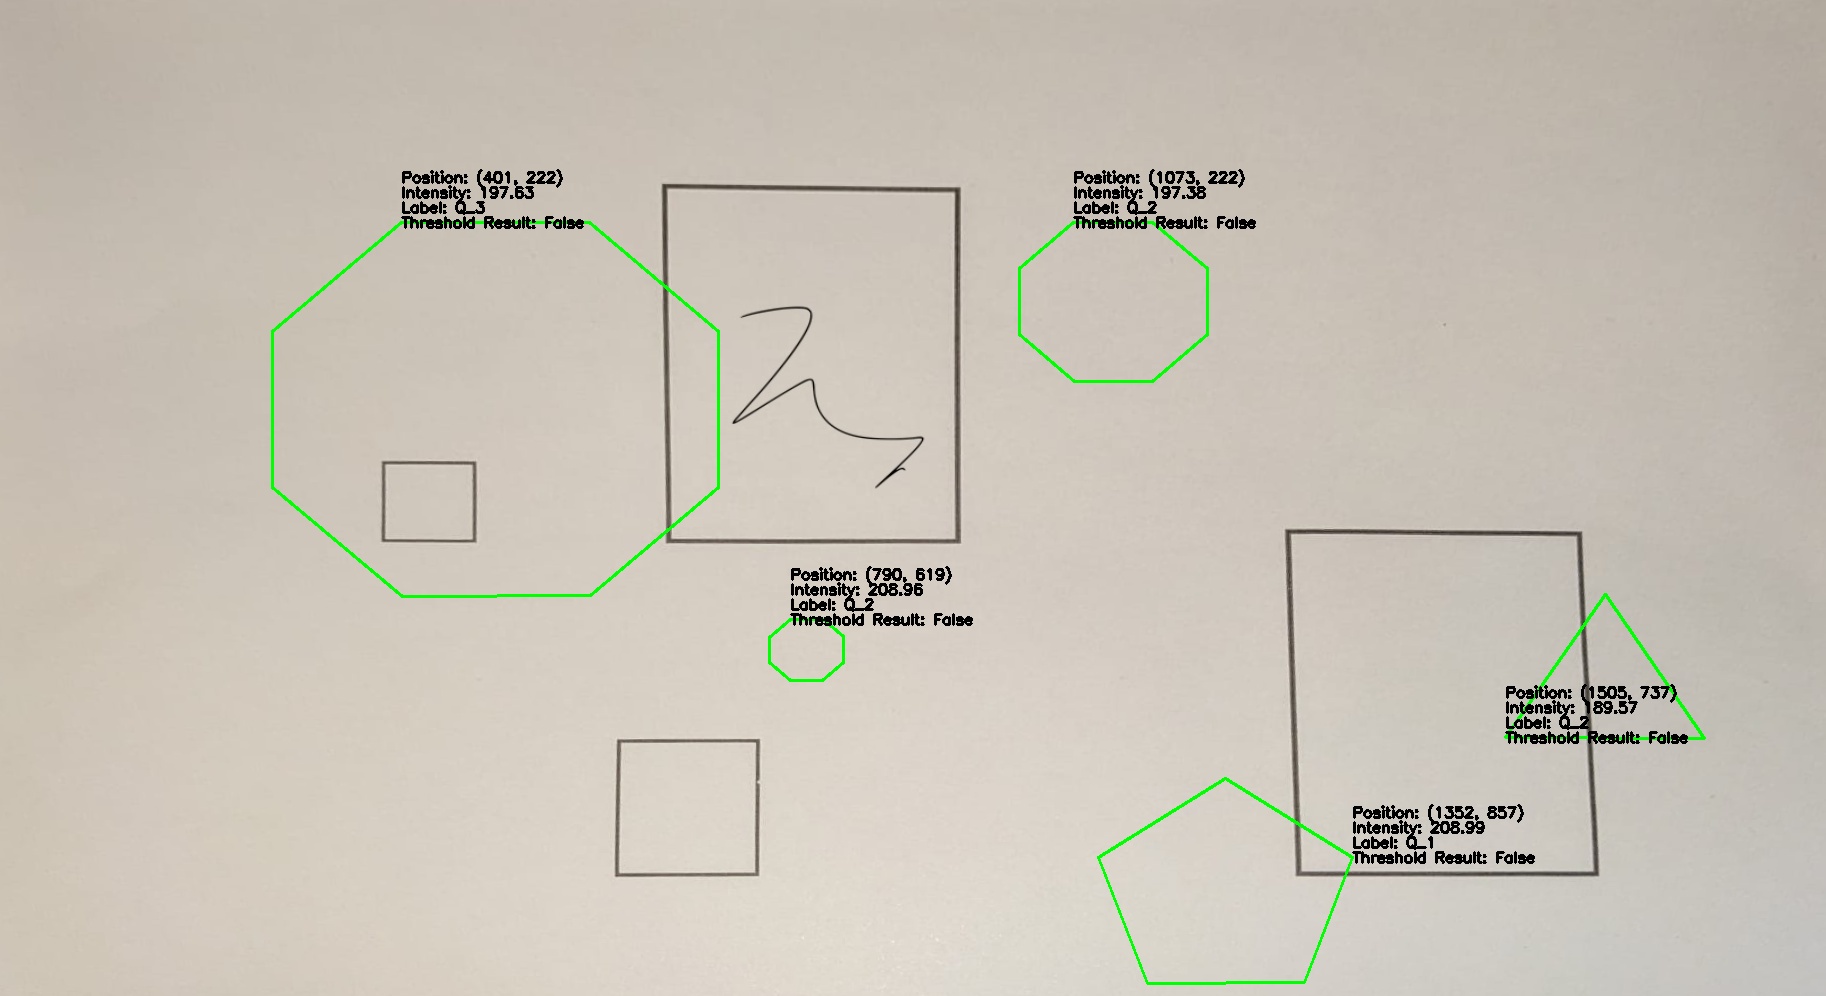 Position: (401, 222)
Intensity: 197.63
Label: Q_3
Threshold Result: False
Position: (1073, 222)
Intensity: 197.38
Label: Q_2
Threshold Result: False
Position: (790, 619)
Intensity: 208.96
Label: Q_2
Threshold Result: False
Position: (1505, 737)
Intensity: 189.57
Label: Q_2
Threshold Result: False
Position: (1352, 857)
Intensity: 208.99
Label: Q_1
Threshold Result: False